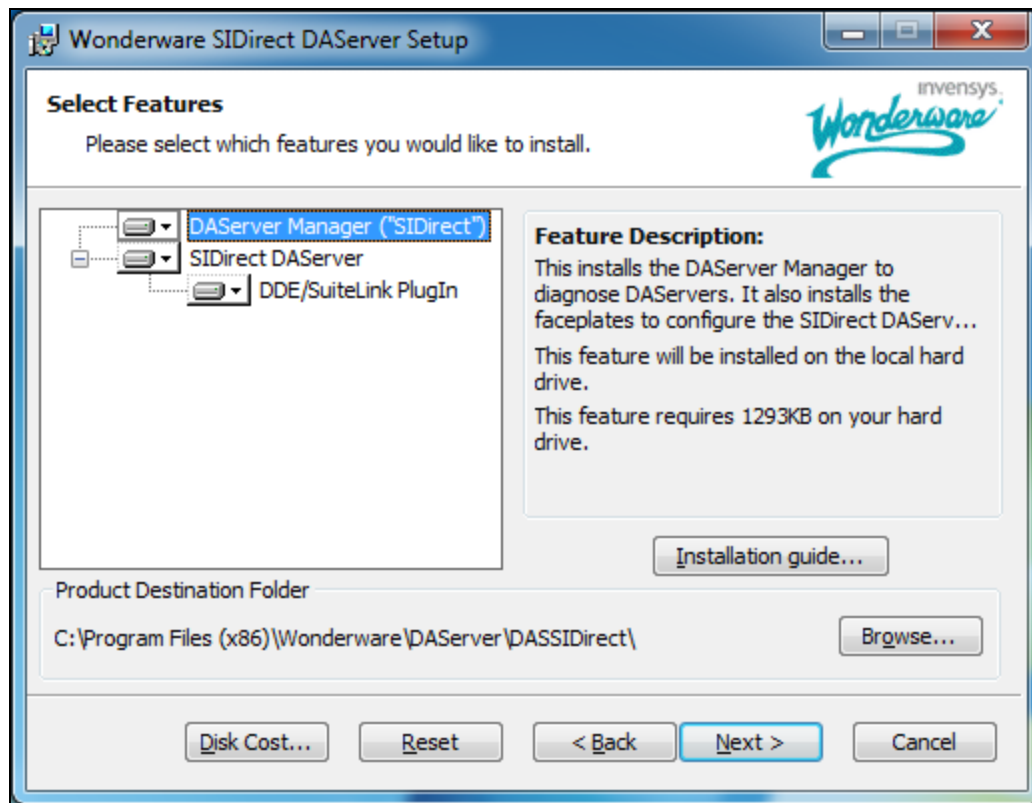 Wonderware SIDirect DAServer Setup
Select Features
Please select which features you would like to install.
invensys.
Wonderware
DAServer Manager ("SIDirect")
SIDirect DAServer
DDE/SuiteLink PlugIn
Feature Description:
This installs the DAServer Manager to
diagnose DAServers. It also installs the
faceplates to configure the SIDirect DAServ...
This feature will be installed on the local hard
drive.
This feature requires 1293KB on your hard
drive.
Installation guide...
Product Destination Folder
C:\Program Files (x86)\Wonderware\DAServer\DASSIDirect\
Browse...
Disk Cost...
Reset
< Back
Next >
Cancel